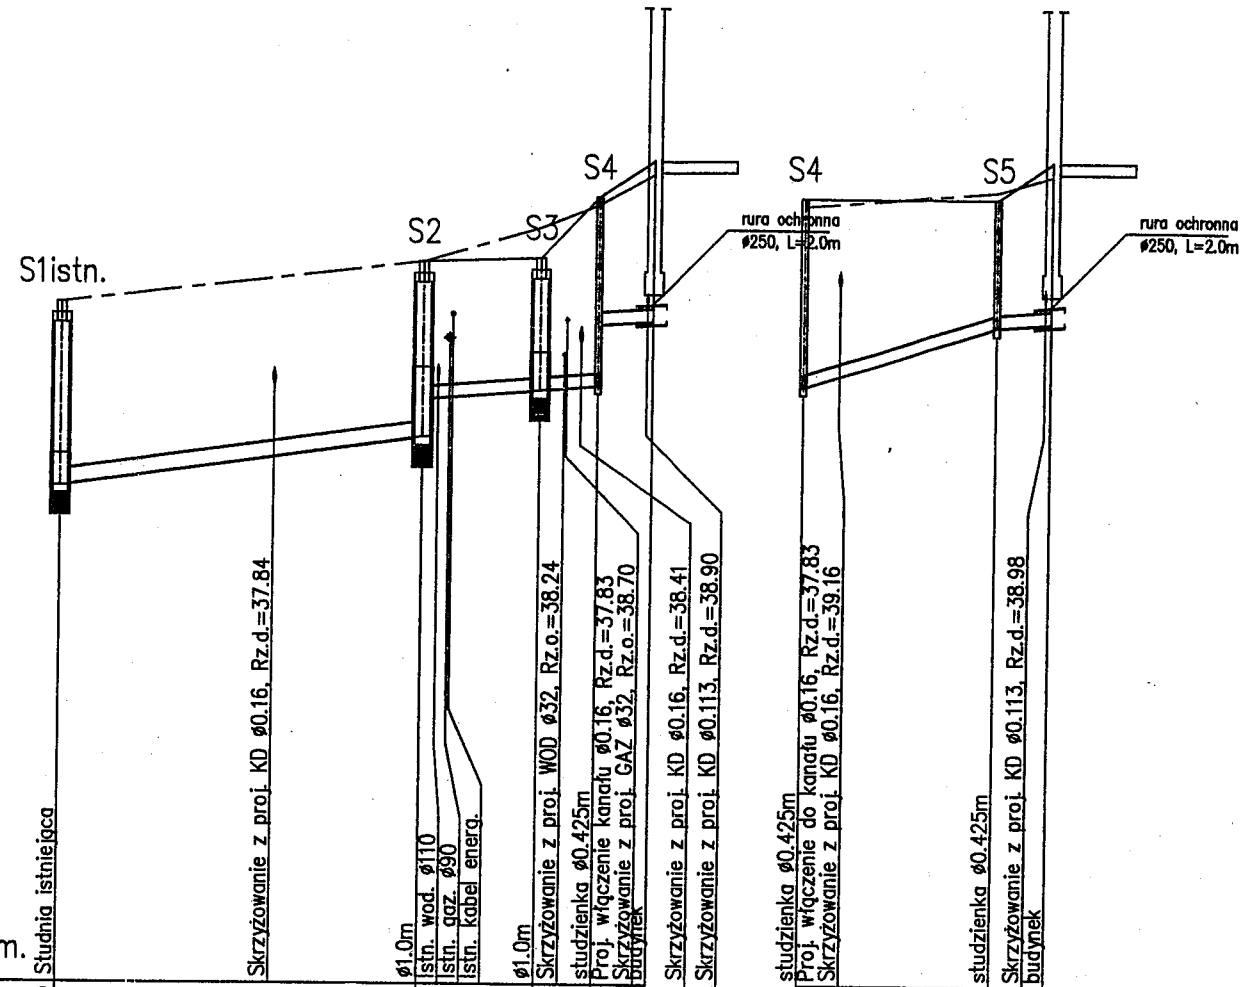 S1istn.
S2
S3
S4
rura ochronna
ø250, L=2.0m
S4
S5
rura ochronna
ø250, L=2.0m
m.
Studnia istniejąca
Skrzyżowanie z proj. KD ø0.16, Rz.d.=37.84
ø1.0m
Istn. wod. ø110
Istn. gaz. ø90
Istn. kabel energ.
ø1.0m
Skrzyżowanie z proj. WOD ø32, Rz.o.=38.24
studzienka ø0.425m
Proj. włączenie kanału ø0.16, Rz.d.=37.83
Skrzyżowanie z proj. GAZ ø32, Rz.o.=38.70
budynek
Skrzyżowanie z proj. KD ø0.16, Rz.d.=38.41
Skrzyżowanie z proj. KD ø0.113, Rz.d.=38.90
studzienka ø0.425m
Proj. włączenie do kanału ø0.16, Rz.d.=37.83
Skrzyżowanie z proj. KD ø0.16, Rz.d.=39.16
studzienka ø0.425m
Skrzyżowanie z proj. KD ø0.113, Rz.d.=38.98
budynek